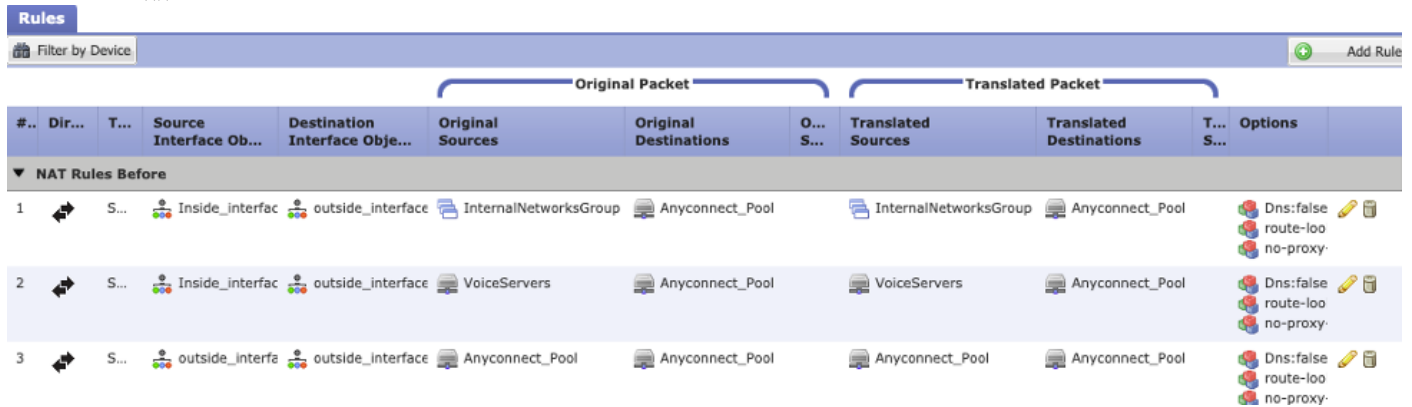 Rules
Filter by Device
Add Rule
Original Packet
Translated Packet
#.. Dir... T... Source Interface Ob... Destination Interface Obje... Original Sources Original Destinations O... S... Translated Sources Translated Destinations T... S... Options
NAT Rules Before
1 S... Inside_interfac outside_interface InternalNetworksGroup Anyconnect_Pool InternalNetworksGroup Anyconnect_Pool Dns:false
route-loo
no-proxy-
2 S... Inside_interfac outside_interface VoiceServers Anyconnect_Pool VoiceServers Anyconnect_Pool Dns:false
route-loo
no-proxy-
3 S... outside_interfa outside_interface Anyconnect_Pool Anyconnect_Pool Anyconnect_Pool Anyconnect_Pool Dns:false
route-loo
no-proxy-